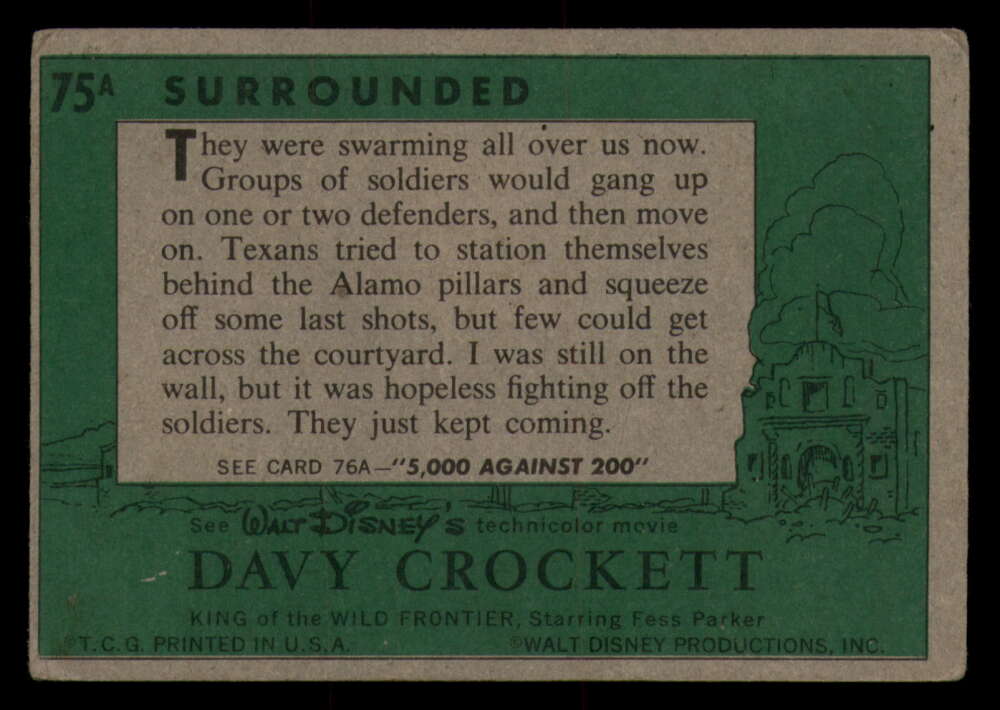 75A SURROUNDED
They were swarming all over us now.
Groups of soldiers would gang up
on one or two defenders, and then move
on. Texans tried to station themselves
behind the Alamo pillars and squeeze
off some last shots, but few could get
across the courtyard. I was still on the
wall, but it was hopeless fighting off the
soldiers. They just kept coming.
SEE CARD 76A—"5,000 AGAINST 200"
See WALT DISNEY'S technicolor movie
DAVY CROCKETT
KING of the WILD FRONTIER, Starring Fess Parker
©T.C.G. PRINTED IN U.S.A. ©WALT DISNEY PRODUCTIONS, INC.